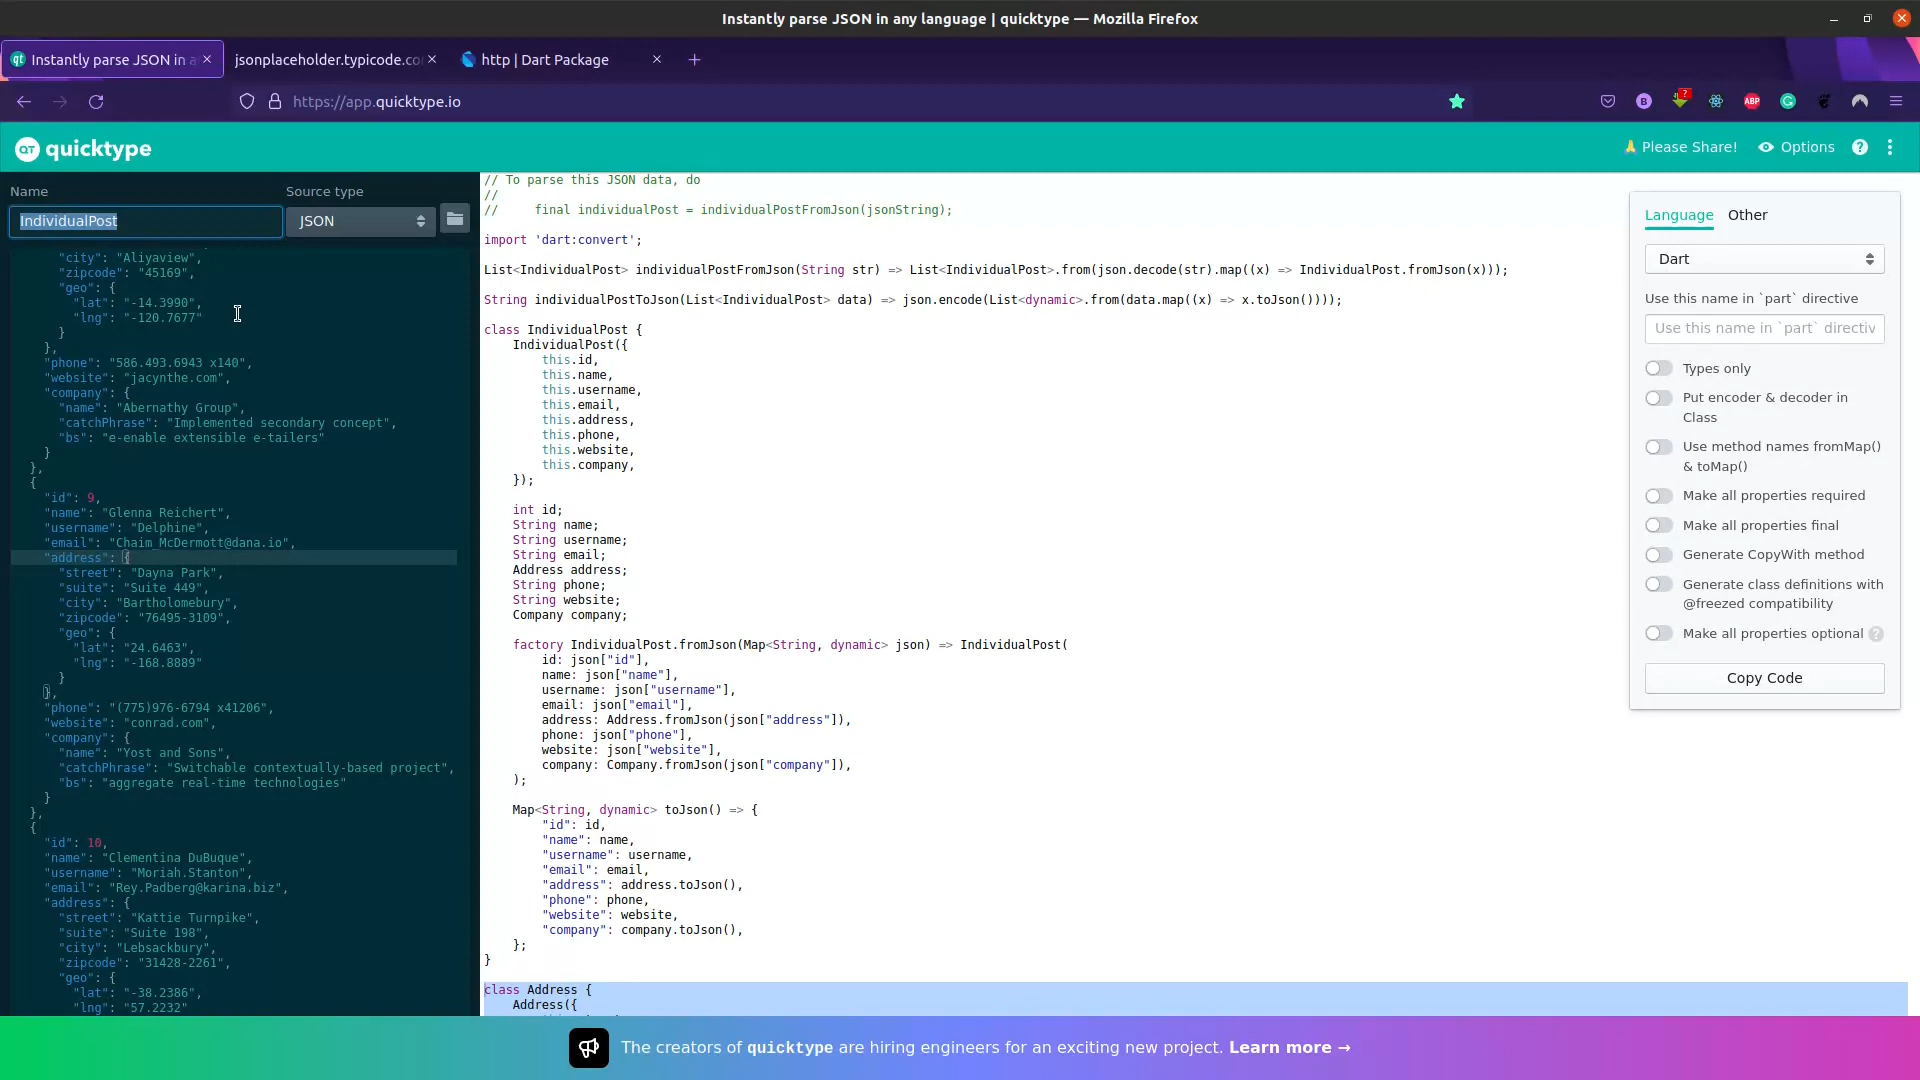 Instantly parse JSON in any language | quicktype — Mozilla Firefox
qt Instantly parse JSON in a
jsonplaceholder.typicode.co
http | Dart Package
https://app.quicktype.io
? B ABP G
QT quicktype
🙏 Please Share! Options ?
Name Source type
IndividualPost JSON
"city": "Aliyaview",
"zipcode": "45169",
"geo": {
"lat": "-14.3990",
"lng": "-120.7677"
}
},
"phone": "586.493.6943 x140",
"website": "jacynthe.com",
"company": {
"name": "Abernathy Group",
"catchPhrase": "Implemented secondary concept",
"bs": "e-enable extensible e-tailers"
}
},
{
"id": 9,
"name": "Glenna Reichert",
"username": "Delphine",
"email": "Chaim_McDermott@dana.io",
"address": {
"street": "Dayna Park",
"suite": "Suite 449",
"city": "Bartholomebury",
"zipcode": "76495-3109",
"geo": {
"lat": "24.6463",
"lng": "-168.8889"
}
},
"phone": "(775)976-6794 x41206",
"website": "conrad.com",
"company": {
"name": "Yost and Sons",
"catchPhrase": "Switchable contextually-based project",
"bs": "aggregate real-time technologies"
}
},
{
"id": 10,
"name": "Clementina DuBuque",
"username": "Moriah.Stanton",
"email": "Rey.Padberg@karina.biz",
"address": {
"street": "Kattie Turnpike",
"suite": "Suite 198",
"city": "Lebsackbury",
"zipcode": "31428-2261",
"geo": {
"lat": "-38.2386",
"lng": "57.2232"
// To parse this JSON data, do
//
// final individualPost = individualPostFromJson(jsonString);
import 'dart:convert';
List<IndividualPost> individualPostFromJson(String str) => List<IndividualPost>.from(json.decode(str).map((x) => IndividualPost.fromJson(x)));
String individualPostToJson(List<IndividualPost> data) => json.encode(List<dynamic>.from(data.map((x) => x.toJson())));
class IndividualPost {
IndividualPost({
this.id,
this.name,
this.username,
this.email,
this.address,
this.phone,
this.website,
this.company,
});
int id;
String name;
String username;
String email;
Address address;
String phone;
String website;
Company company;
factory IndividualPost.fromJson(Map<String, dynamic> json) => IndividualPost(
id: json["id"],
name: json["name"],
username: json["username"],
email: json["email"],
address: Address.fromJson(json["address"]),
phone: json["phone"],
website: json["website"],
company: Company.fromJson(json["company"]),
);
Map<String, dynamic> toJson() => {
"id": id,
"name": name,
"username": username,
"email": email,
"address": address.toJson(),
"phone": phone,
"website": website,
"company": company.toJson(),
};
}
class Address {
Address({
Language Other
Dart
Use this name in `part` directive
Use this name in `part` directiv
Types only
Put encoder & decoder in
Class
Use method names fromMap()
& toMap()
Make all properties required
Make all properties final
Generate CopyWith method
Generate class definitions with
@freezed compatibility
Make all properties optional ?
Copy Code
The creators of quicktype are hiring engineers for an exciting new project. Learn more →